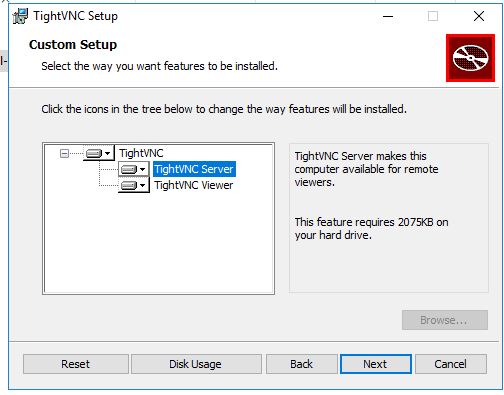 TightVNC Setup
Custom Setup
Select the way you want features to be installed.
Click the icons in the tree below to change the way features will be installed.
TightVNC
TightVNC Server
TightVNC Viewer
TightVNC Server makes this
computer available for remote
viewers.
This feature requires 2075KB on
your hard drive.
Browse...
Reset
Disk Usage
Back
Next
Cancel